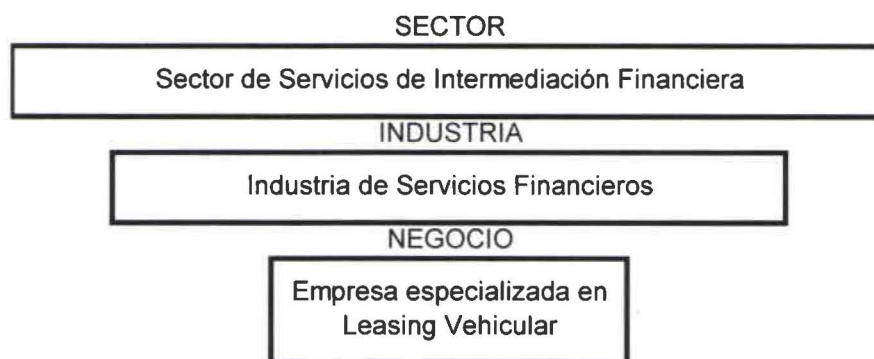 SECTOR
Sector de Servicios de Intermediación Financiera
INDUSTRIA
Industria de Servicios Financieros
NEGOCIO
Empresa especializada en
Leasing Vehicular